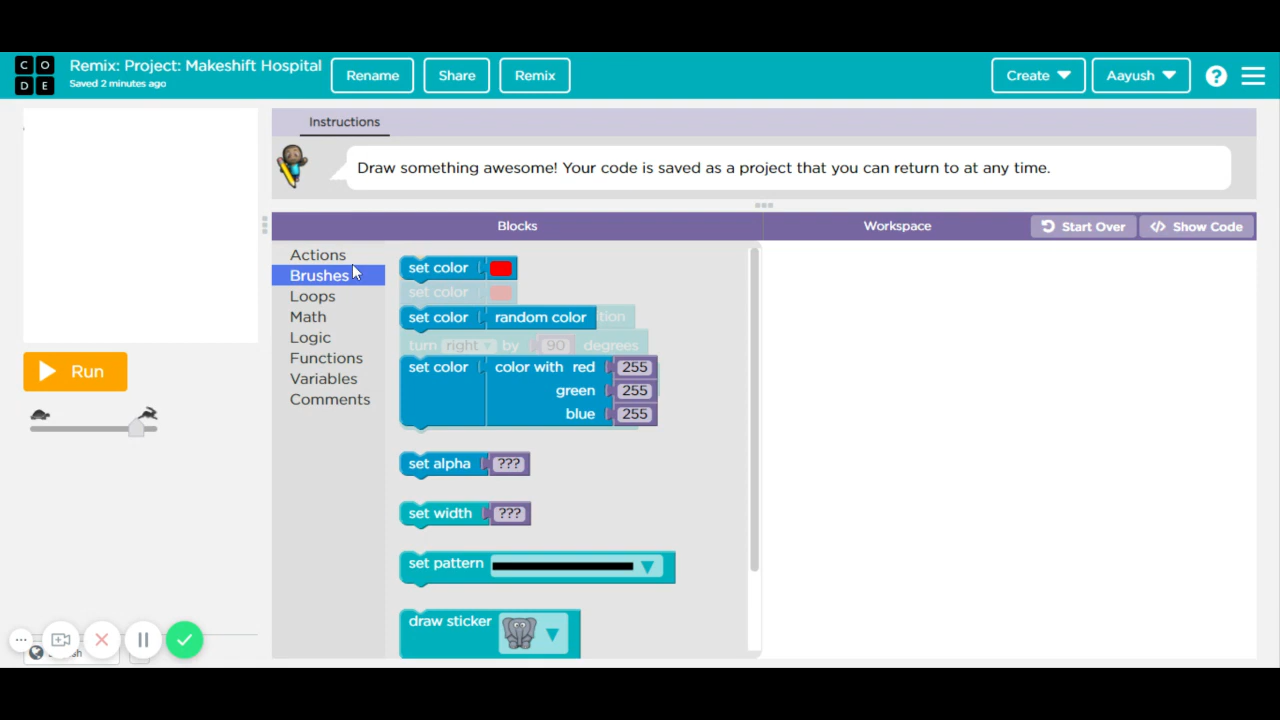 C O
D E
Remix: Project: Makeshift Hospital
Saved 2 minutes ago
Rename
Share
Remix
Create
Aayush
?
Instructions
Draw something awesome! Your code is saved as a project that you can return to at any time.
Blocks
Workspace
Start Over
</> Show Code
Actions
Brushes
Loops
Math
Logic
Functions
Variables
Comments
set color
set color
set color random color
turn right by 90 degrees
set color color with red 255
green 255
blue 255
set alpha ???
set width ???
set pattern
draw sticker
Run